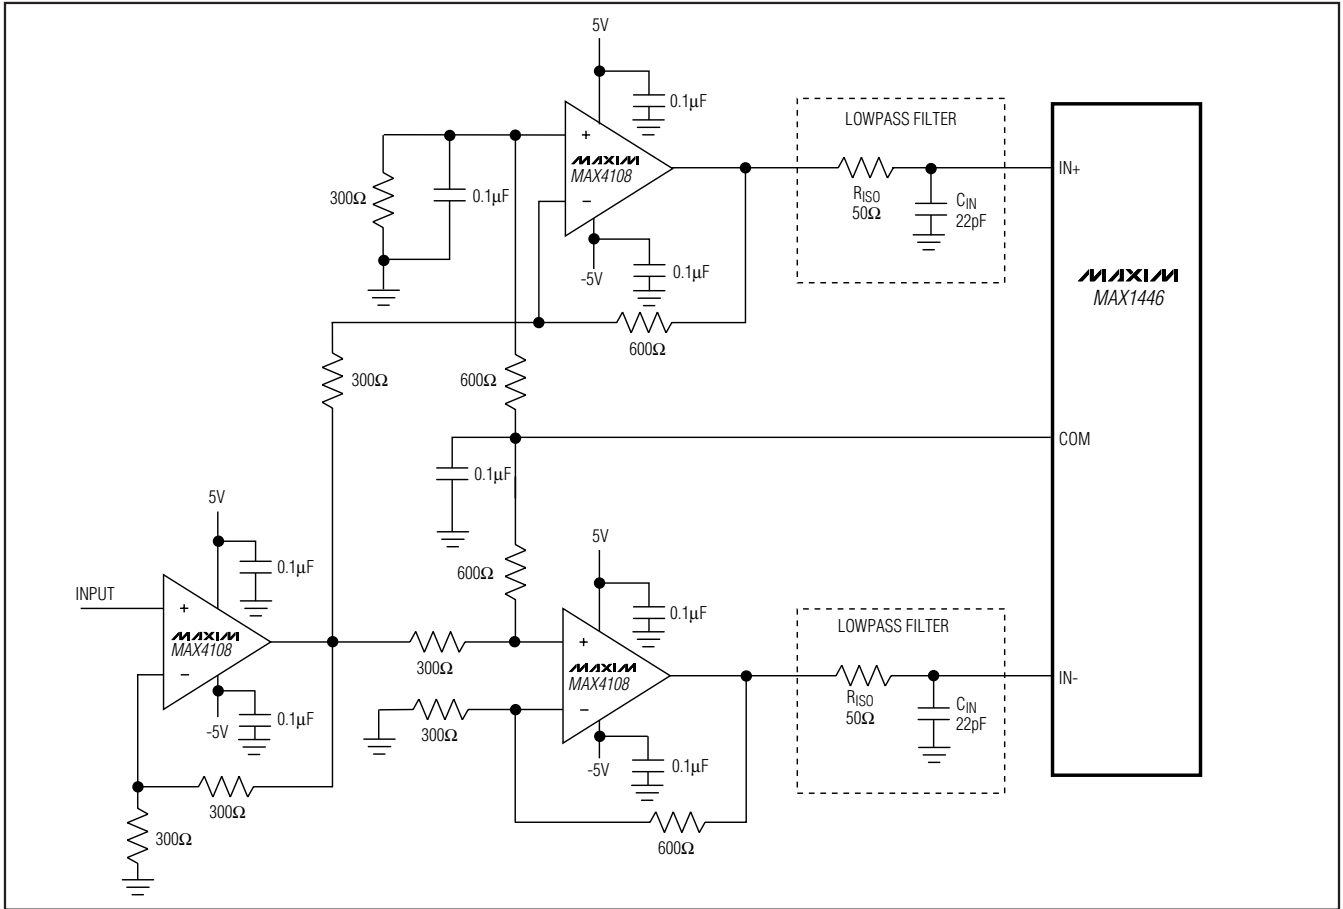 5V
0.1µF
LOWPASS FILTER
+
MAXIM
MAX4108
−
300Ω
0.1µF
RISO
50Ω
CIN
22pF
IN+
-5V
0.1µF
MAXIM
MAX1446
600Ω
300Ω
600Ω
COM
0.1µF
5V
0.1µF
600Ω
5V
0.1µF
INPUT
+
MAXIM
MAX4108
−
LOWPASS FILTER
300Ω
+
MAXIM
MAX4108
−
RISO
50Ω
CIN
22pF
IN-
-5V
0.1µF
300Ω
-5V
0.1µF
300Ω
300Ω
600Ω